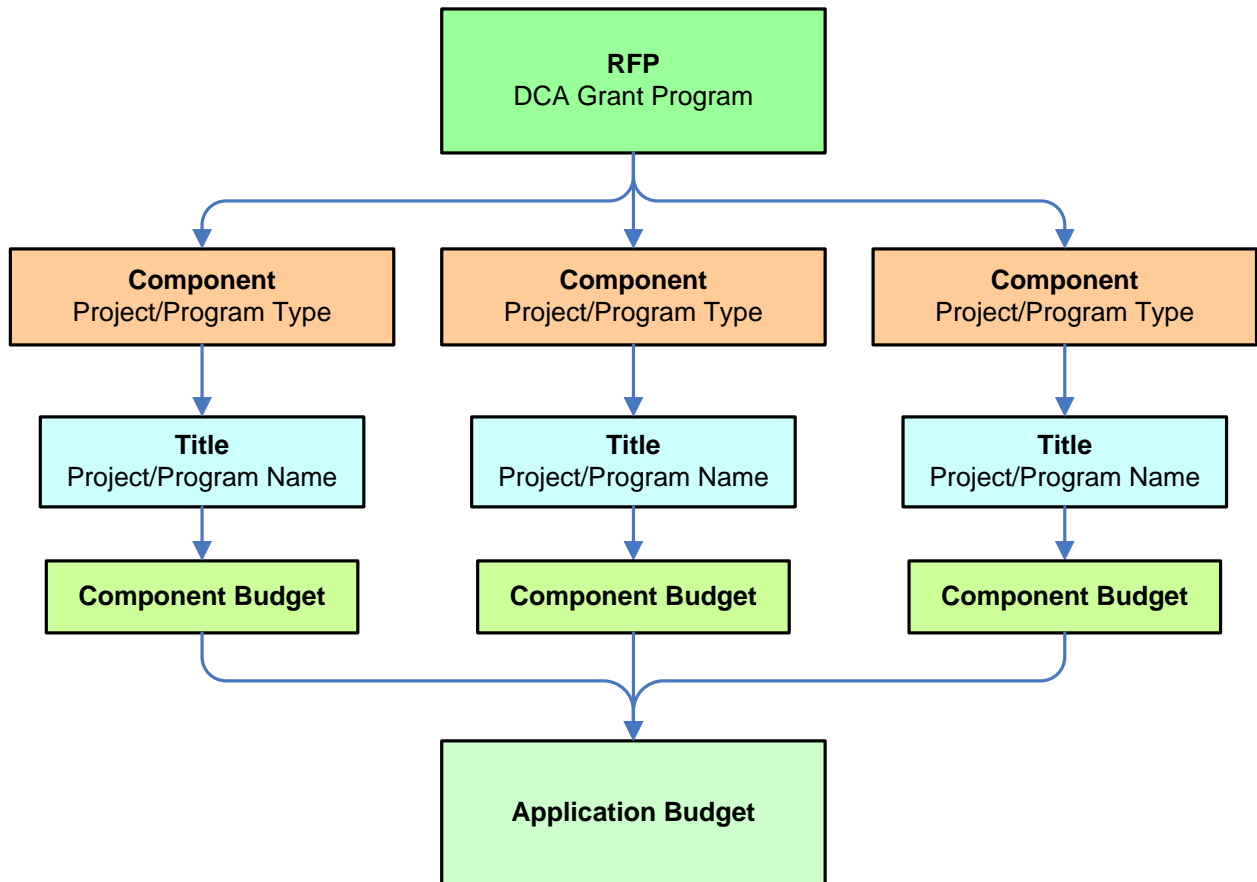 RFP
DCA Grant Program
Component
Project/Program Type
Component
Project/Program Type
Component
Project/Program Type
Title
Project/Program Name
Title
Project/Program Name
Title
Project/Program Name
Component Budget
Component Budget
Component Budget
Application Budget